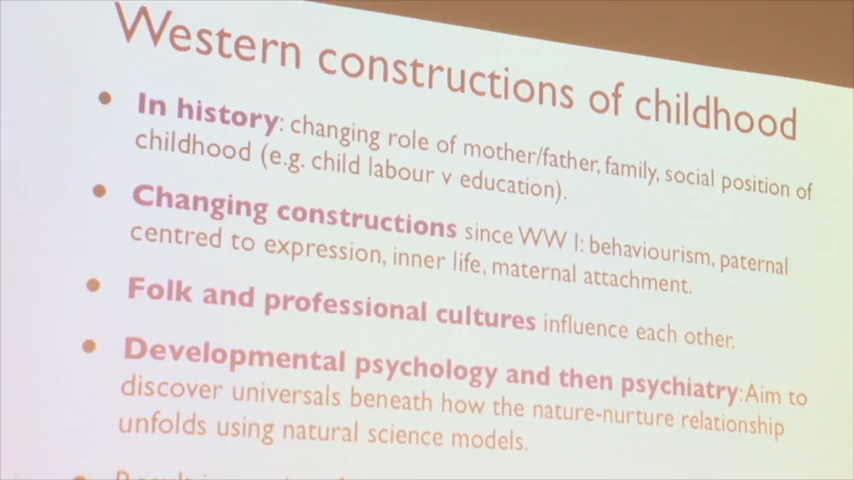 Western constructions of childhood
• In history: changing role of mother/father, family, social position of
childhood (e.g. child labour v education).
• Changing constructions since WW I: behaviourism, paternal
centred to expression, inner life, maternal attachment.
• Folk and professional cultures influence each other.
• Developmental psychology and then psychiatry: Aim to
discover universals beneath how the nature-nurture relationship
unfolds using natural science models.